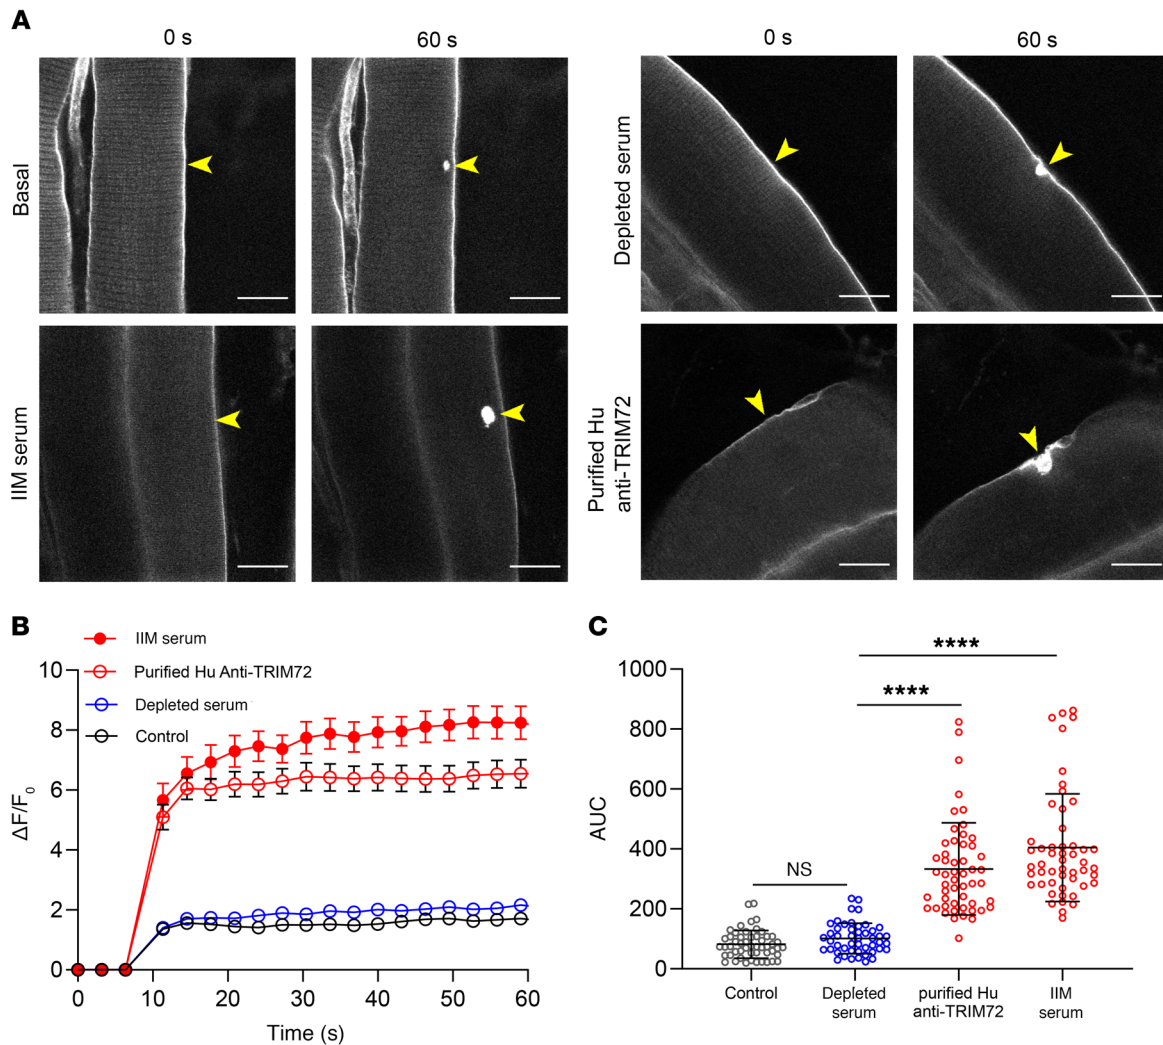 A
0 s
60 s
0 s
60 s
Basal
Depleted serum
IIM serum
Purified Hu
anti-TRIM72
B
IIM serum
Purified Hu Anti-TRIM72
Depleted serum
Control
10
8
6
4
2
0
ΔF/F₀
0
10
20
30
40
50
60
Time (s)
C
****
****
NS
1000
800
600
400
200
0
AUC
Control
Depleted
serum
purified Hu
anti-TRIM72
IIM
serum